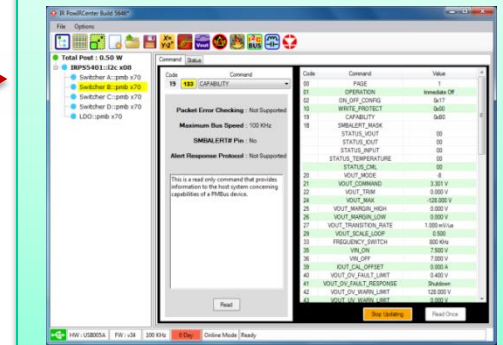 IR PowIRCenter Build 5646*
File Options
Total Pout : 0.50 W
IRPS5401::I2c x08
Switcher A::pmb x70
Switcher B::pmb x70
Switcher C::pmb x70
Switcher D::pmb x70
LDO::pmb x70
Command Status
Code Command
19 133 CAPABILITY
Packet Error Checking : Not Supported
Maximum Bus Speed : 100 KHz
SMBALERT# Pin : No
Alert Response Protocol : Not Supported
This is a read only command that provides
information to the host system concerning
capabilities of a PMBus device.
Read
Code Command Value
00 PAGE 1
01 OPERATION Immediate Off
02 ON_OFF_CONFIG 0x17
10 WRITE_PROTECT 0x00
19 CAPABILITY
1B SMBALERT_MASK
STATUS_VOUT 00
STATUS_IOUT 00
STATUS_INPUT 00
STATUS_TEMPERATURE 00
STATUS_CML 00
20 VOUT_MODE -8
21 VOUT_COMMAND 3.301 V
22 VOUT_TRIM 0.000 V
24 VOUT_MAX -128.000 V
25 VOUT_MARGIN_HIGH 0.000 V
26 VOUT_MARGIN_LOW 0.000 V
27 VOUT_TRANSITION_RATE 1.000 mV/us
29 VOUT_SCALE_LOOP 0.500
33 FREQUENCY_SWITCH 800 KHz
35 VIN_ON 7.500 V
36 VIN_OFF 7.000 V
39 IOUT_CAL_OFFSET 0.000 A
40 VOUT_OV_FAULT_LIMIT 0.400 V
41 VOUT_OV_FAULT_RESPONSE Shutdown
42 VOUT_OV_WARN_LIMIT 128.000 V
43 VOUT_UV_WARN_LIMIT 0.000 V
Stop Updating Read Once
HW : USB005A FW : v34 100 KHz 0 Day Online Mode Ready